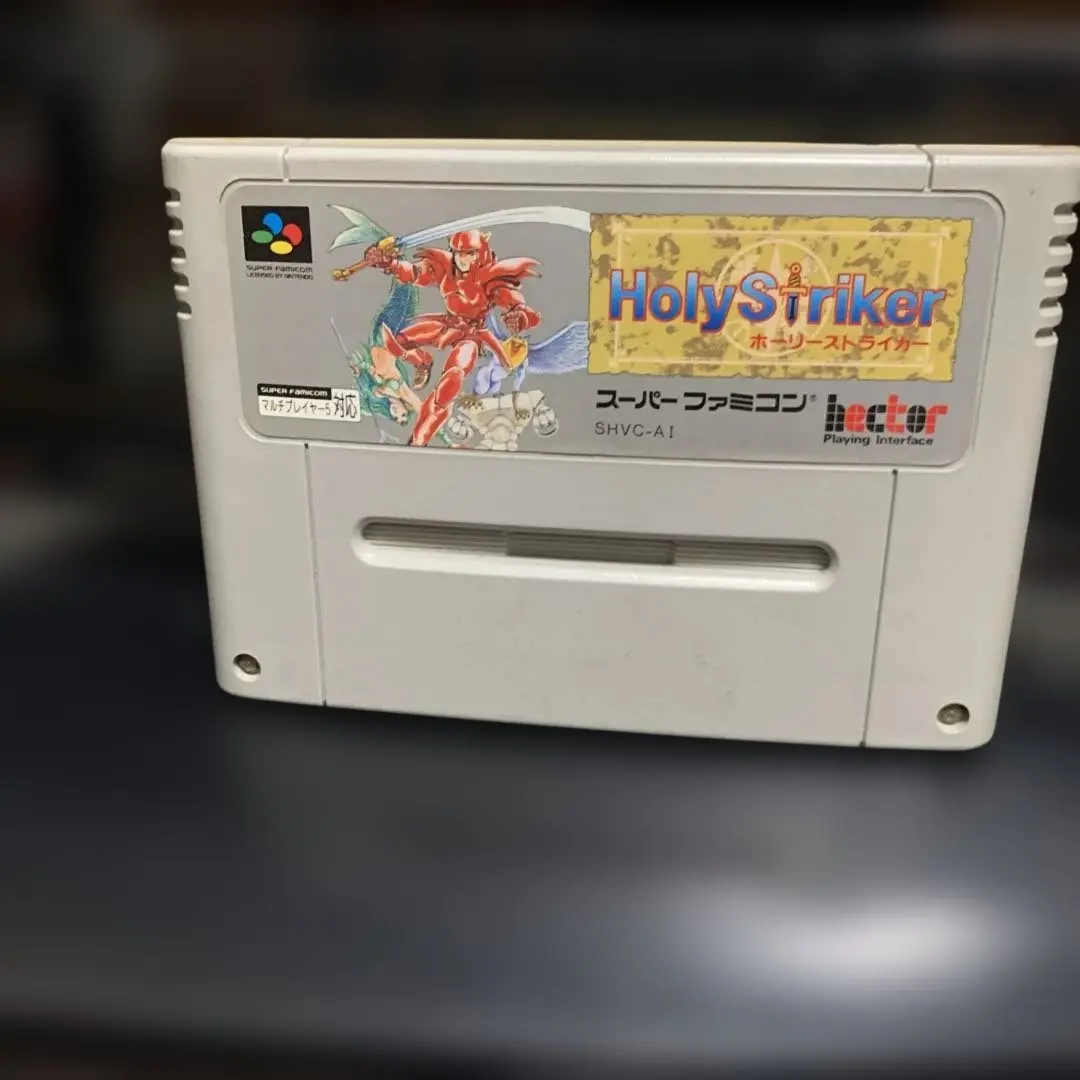 SUPER FAMICOM
LICENSED BY NINTENDO
HolyStriker
ホーリーストライカー
SUPER FAMICOM
マルチプレイヤー5 対応
スーパーファミコン®
SHVC-AI
hector
Playing Interface